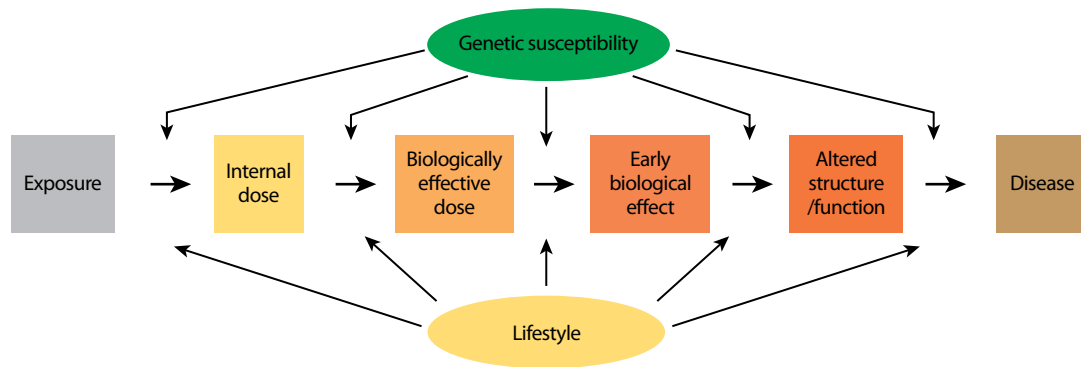 Genetic susceptibility
Exposure
Internal
dose
Biologically
effective
dose
Early
biological
effect
Altered
structure
/function
Disease
Lifestyle